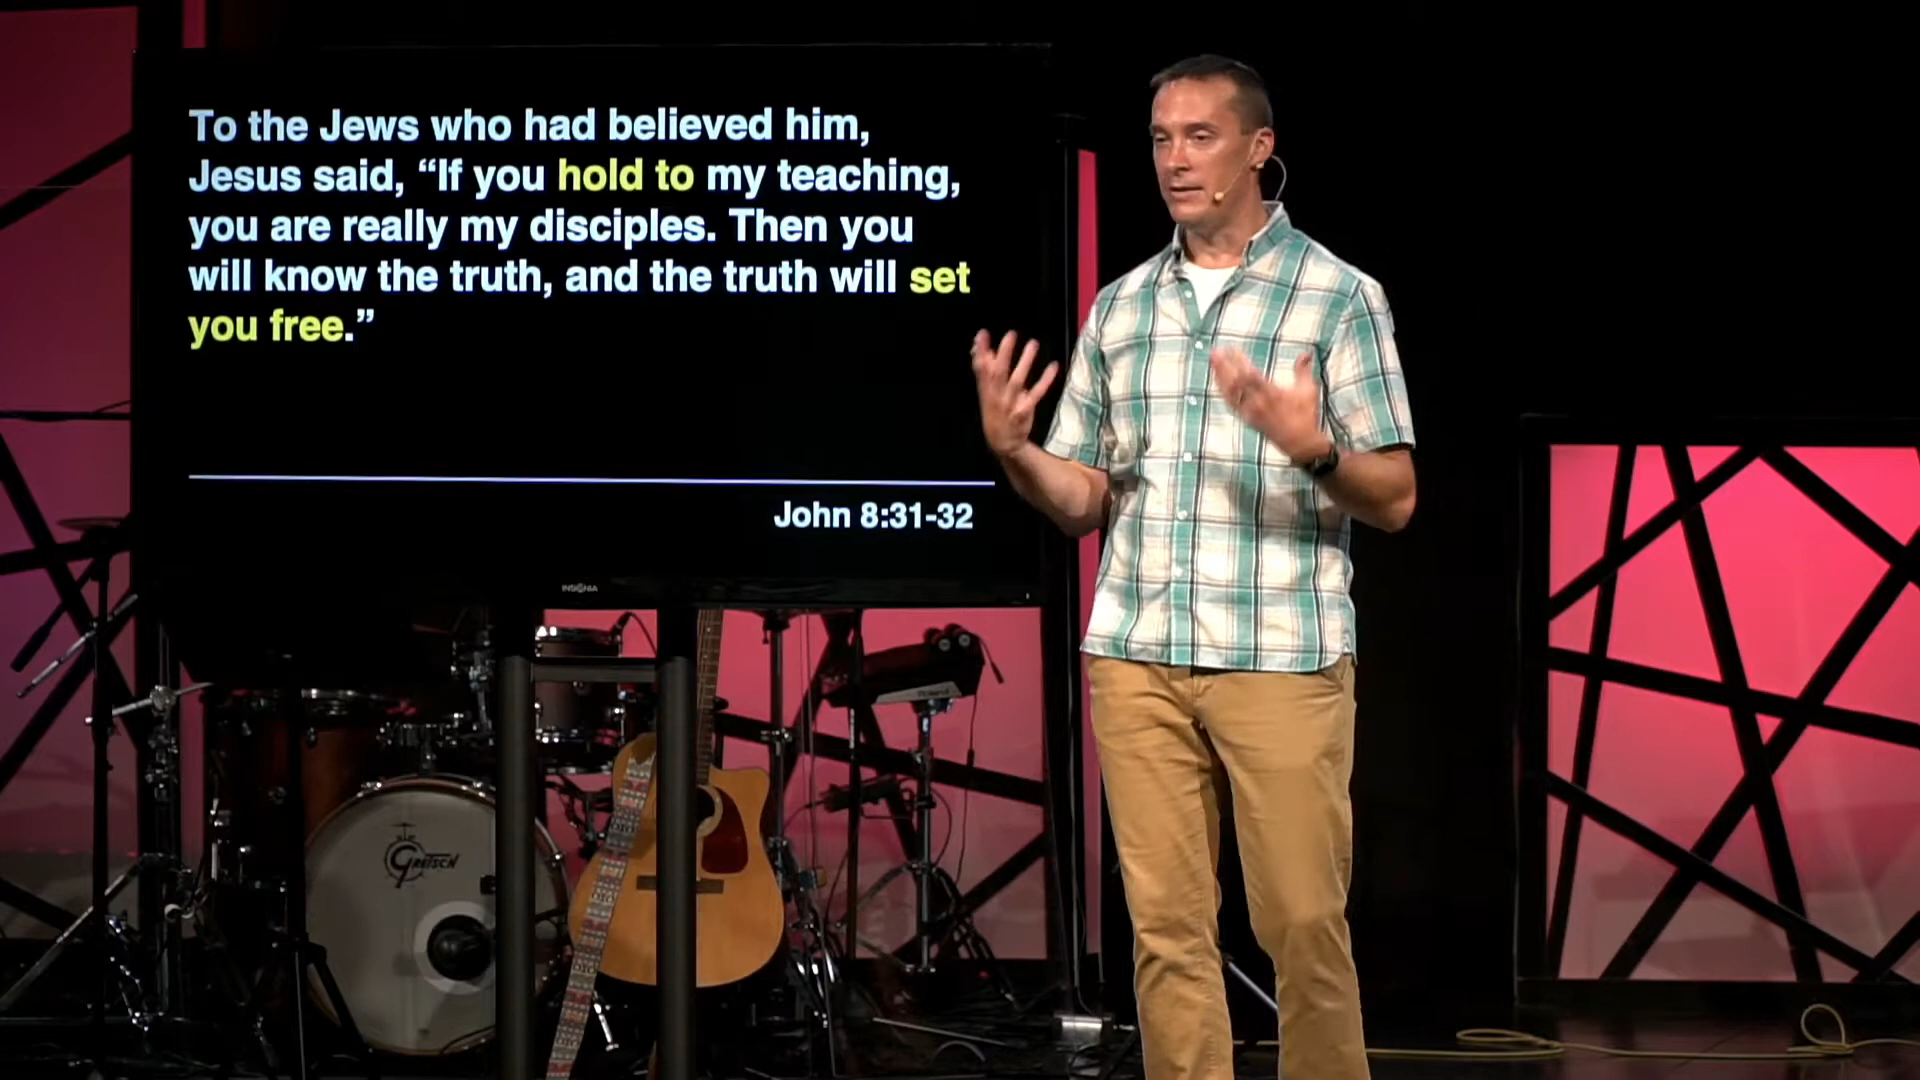 To the Jews who had believed him,
Jesus said, “If you hold to my teaching,
you are really my disciples. Then you
will know the truth, and the truth will set
you free.”
John 8:31-32
INSIGNIA
Roland
GRETSCH